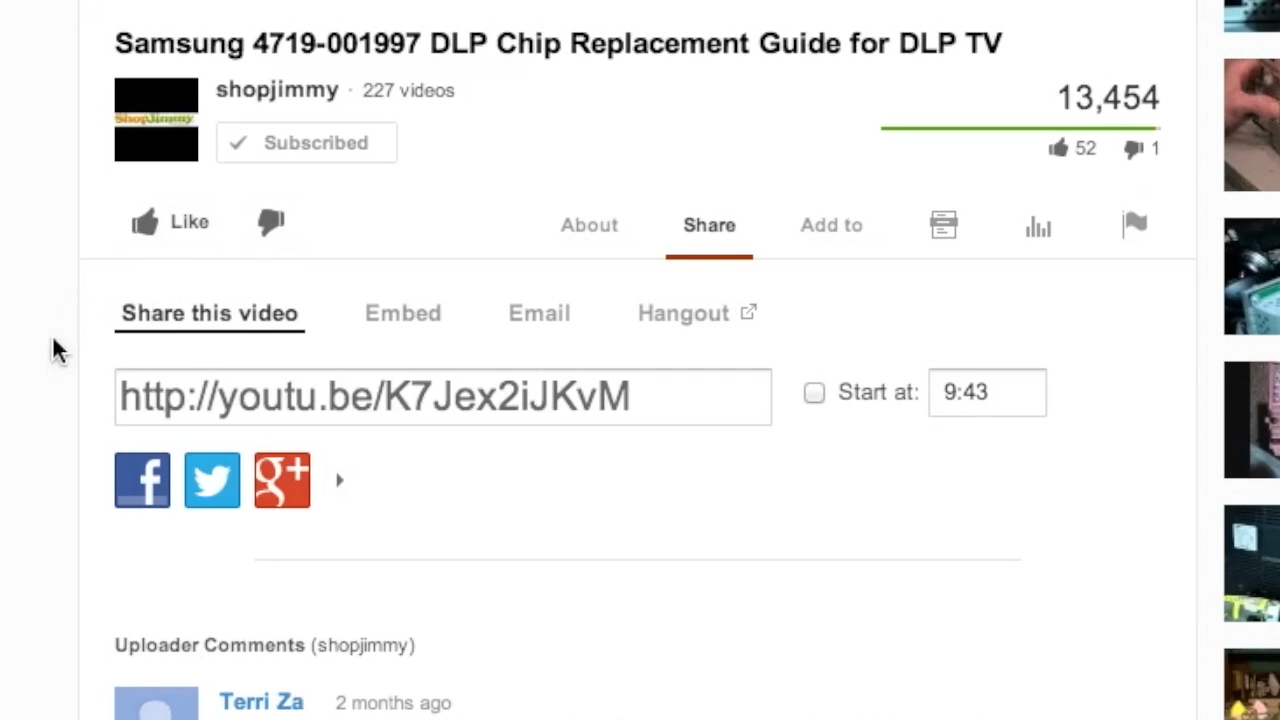 Samsung 4719-001997 DLP Chip Replacement Guide for DLP TV
ShopJimmy
shopjimmy · 227 videos
Subscribed
13,454
52 1
Like
About Share Add to
Share this video Embed Email Hangout
http://youtu.be/K7Jex2iJKvM
Start at: 9:43
f g+
Uploader Comments (shopjimmy)
Terri Za 2 months ago